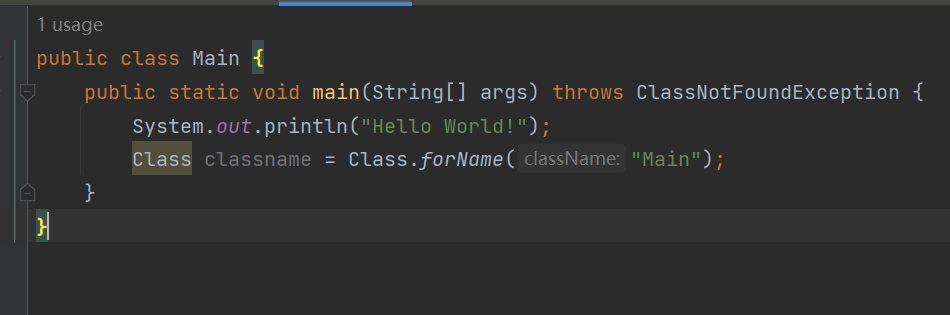 1 usage
public class Main {
public static void main(String[] args) throws ClassNotFoundException {
System.out.println("Hello World!");
Class classname = Class.forName( className: "Main");
}
}